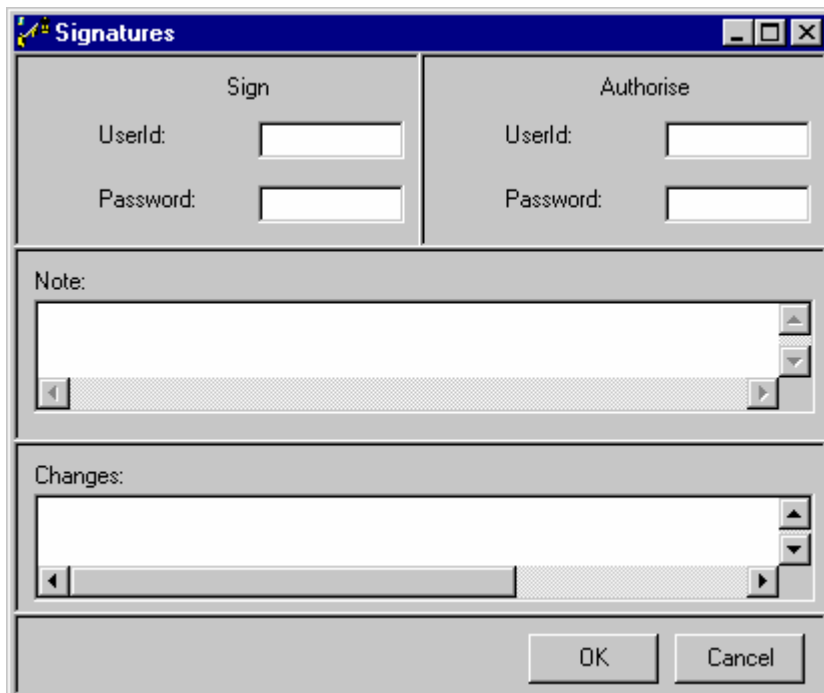 Signatures
Sign
UserId:
Password:
Authorise
UserId:
Password:
Note:
Changes:
OK
Cancel